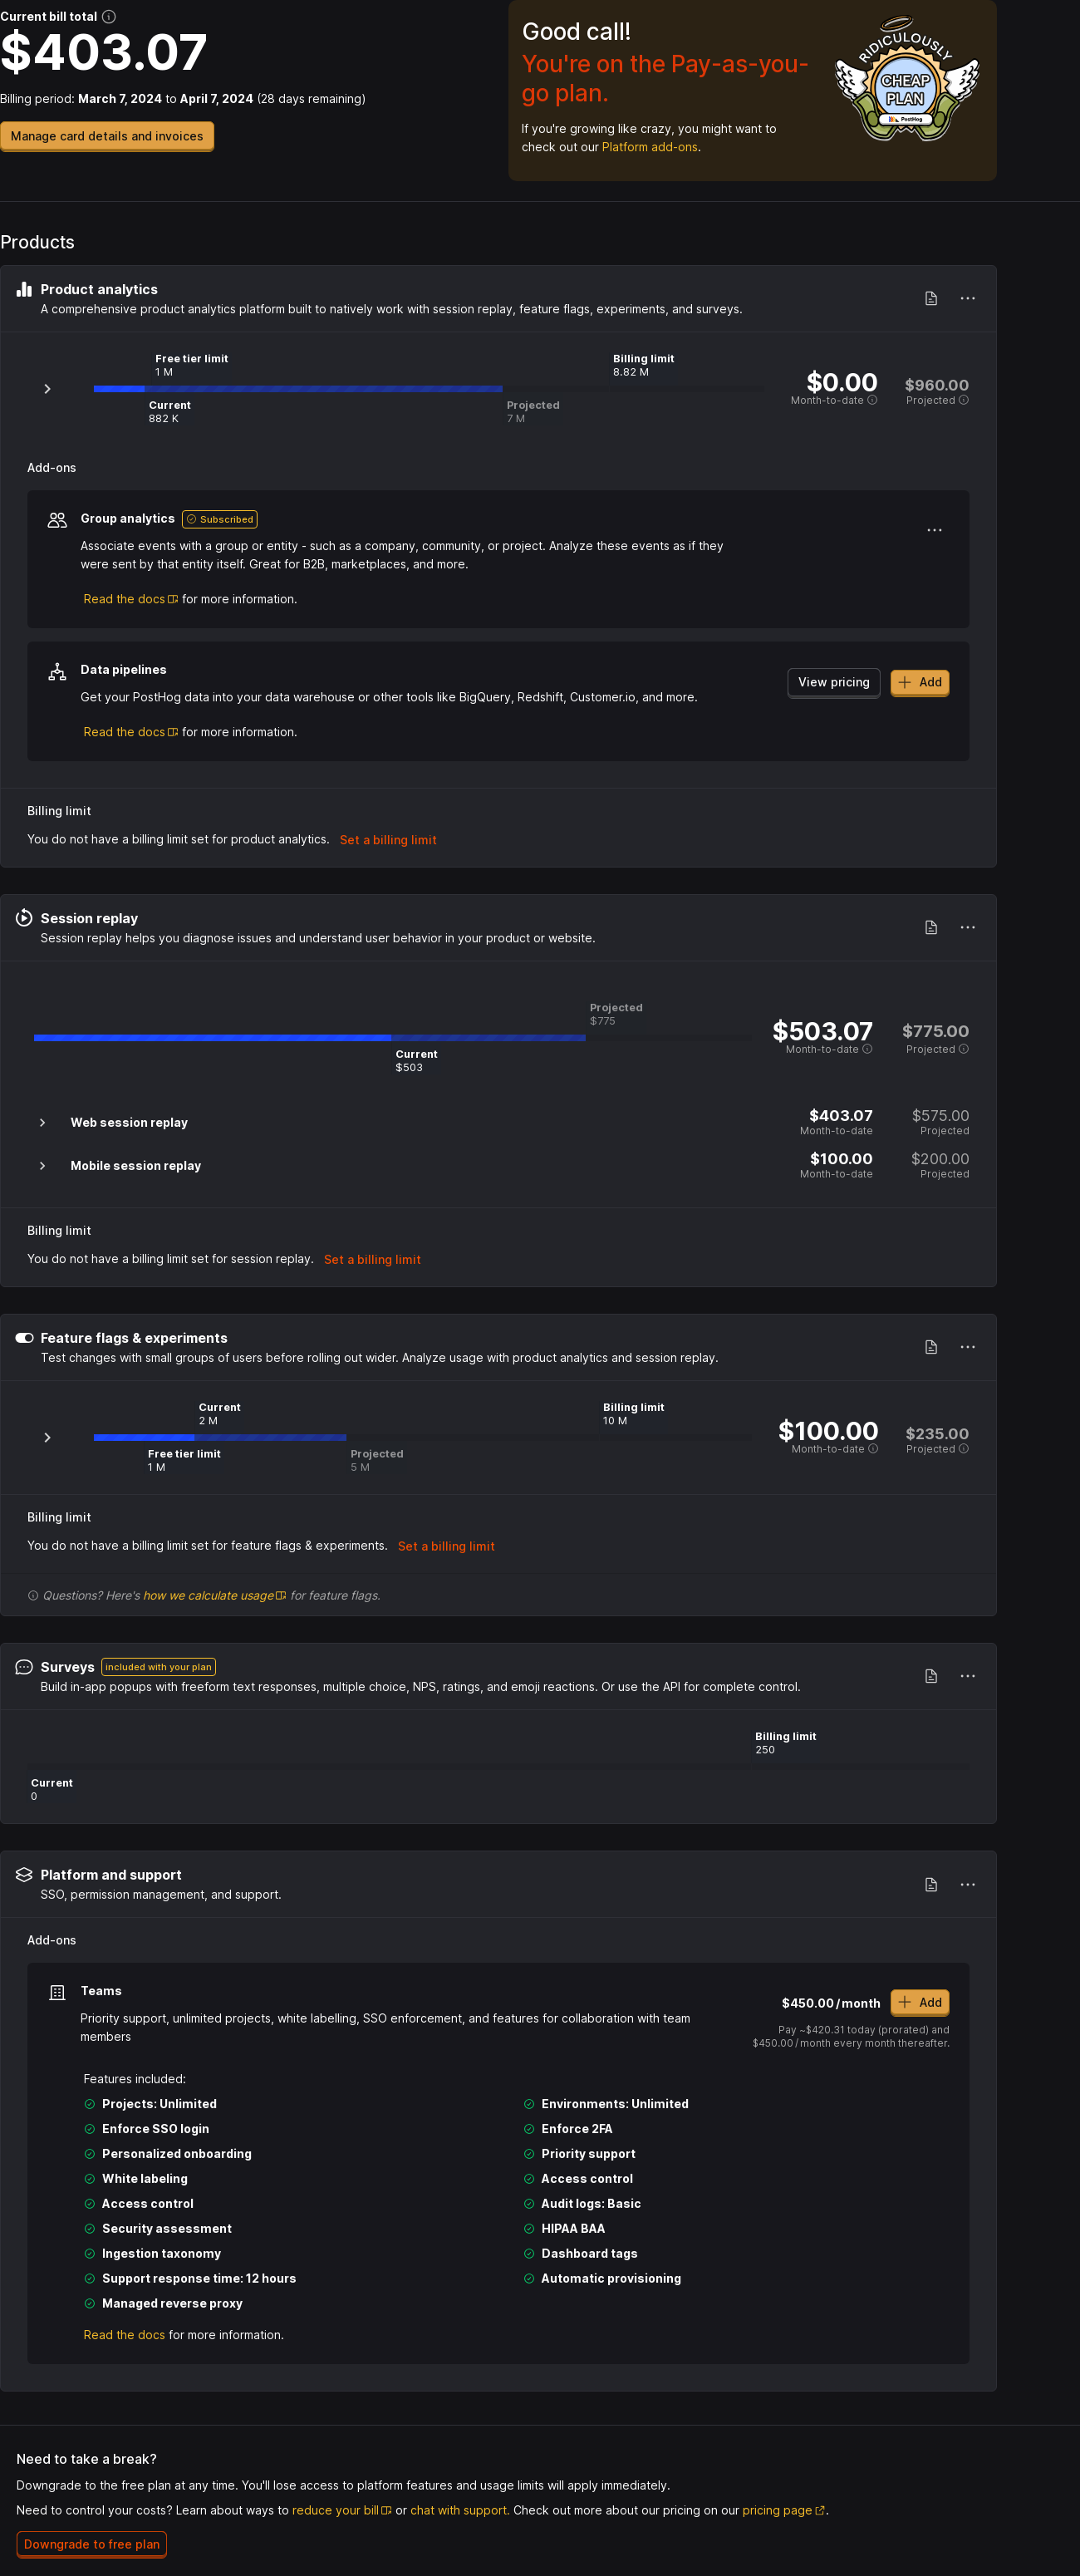 Current bill total
$403.07
Billing period: March 7, 2024 to April 7, 2024 (28 days remaining)
Manage card details and invoices
Good call!
You're on the Pay-as-you-
go plan.
If you're growing like crazy, you might want to
check out our Platform add-ons.
RIDICULOUSLY
CHEAP
PLAN
PostHog
Products
Product analytics
A comprehensive product analytics platform built to natively work with session replay, feature flags, experiments, and surveys.
Free tier limit
1 M
Billing limit
8.82 M
Current
882 K
Projected
7 M
$0.00
Month-to-date
$960.00
Projected
Add-ons
Group analytics Subscribed
Associate events with a group or entity - such as a company, community, or project. Analyze these events as if they
were sent by that entity itself. Great for B2B, marketplaces, and more.
Read the docs for more information.
Data pipelines
Get your PostHog data into your data warehouse or other tools like BigQuery, Redshift, Customer.io, and more.
View pricing
Add
Read the docs for more information.
Billing limit
You do not have a billing limit set for product analytics. Set a billing limit
Session replay
Session replay helps you diagnose issues and understand user behavior in your product or website.
Projected
$775
Current
$503
$503.07
Month-to-date
$775.00
Projected
Web session replay
$403.07
Month-to-date
$575.00
Projected
Mobile session replay
$100.00
Month-to-date
$200.00
Projected
Billing limit
You do not have a billing limit set for session replay. Set a billing limit
Feature flags & experiments
Test changes with small groups of users before rolling out wider. Analyze usage with product analytics and session replay.
Current
2 M
Billing limit
10 M
Free tier limit
1 M
Projected
5 M
$100.00
Month-to-date
$235.00
Projected
Billing limit
You do not have a billing limit set for feature flags & experiments. Set a billing limit
Questions? Here's how we calculate usage for feature flags.
Surveys included with your plan
Build in-app popups with freeform text responses, multiple choice, NPS, ratings, and emoji reactions. Or use the API for complete control.
Billing limit
250
Current
0
Platform and support
SSO, permission management, and support.
Add-ons
Teams
Priority support, unlimited projects, white labelling, SSO enforcement, and features for collaboration with team
members
$450.00/month
Add
Pay ~$420.31 today (prorated) and
$450.00/month every month thereafter.
Features included:
Projects: Unlimited
Environments: Unlimited
Enforce SSO login
Enforce 2FA
Personalized onboarding
Priority support
White labeling
Access control
Access control
Audit logs: Basic
Security assessment
HIPAA BAA
Ingestion taxonomy
Dashboard tags
Support response time: 12 hours
Automatic provisioning
Managed reverse proxy
Read the docs for more information.
Need to take a break?
Downgrade to the free plan at any time. You'll lose access to platform features and usage limits will apply immediately.
Need to control your costs? Learn about ways to reduce your bill or chat with support. Check out more about our pricing on our pricing page.
Downgrade to free plan